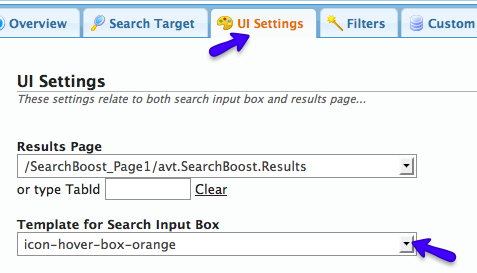 Overview Search Target UI Settings Filters Custom
UI Settings
These settings relate to both search input box and results page...
Results Page
/SearchBoost_Page1/avt.SearchBoost.Results
or type TabId Clear
Template for Search Input Box
icon-hover-box-orange